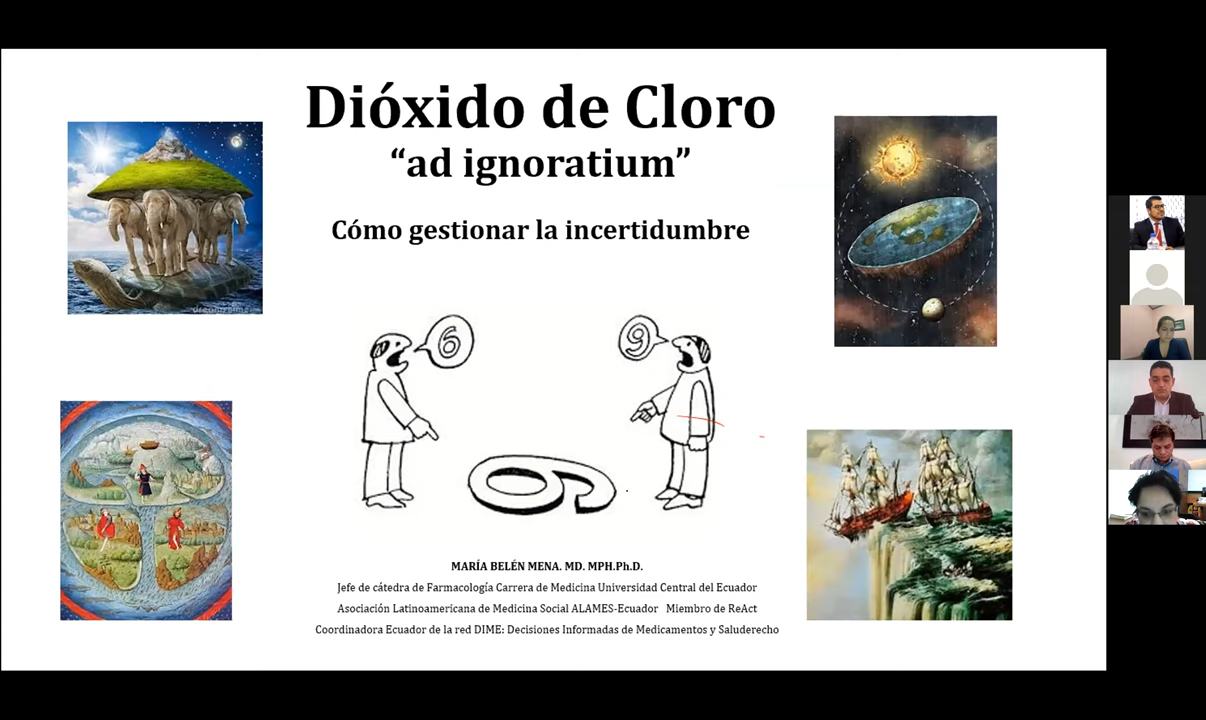 Dióxido de Cloro
“ad ignoratium”
Cómo gestionar la incertidumbre
6
9
MARÍA BELÉN MENA. MD. MPH.Ph.D.
Jefe de cátedra de Farmacología Carrera de Medicina Universidad Central del Ecuador
Asociación Latinoamericana de Medicina Social ALAMES-Ecuador Miembro de ReAct
Coordinadora Ecuador de la red DIME: Decisiones Informadas de Medicamentos y Saluderecho